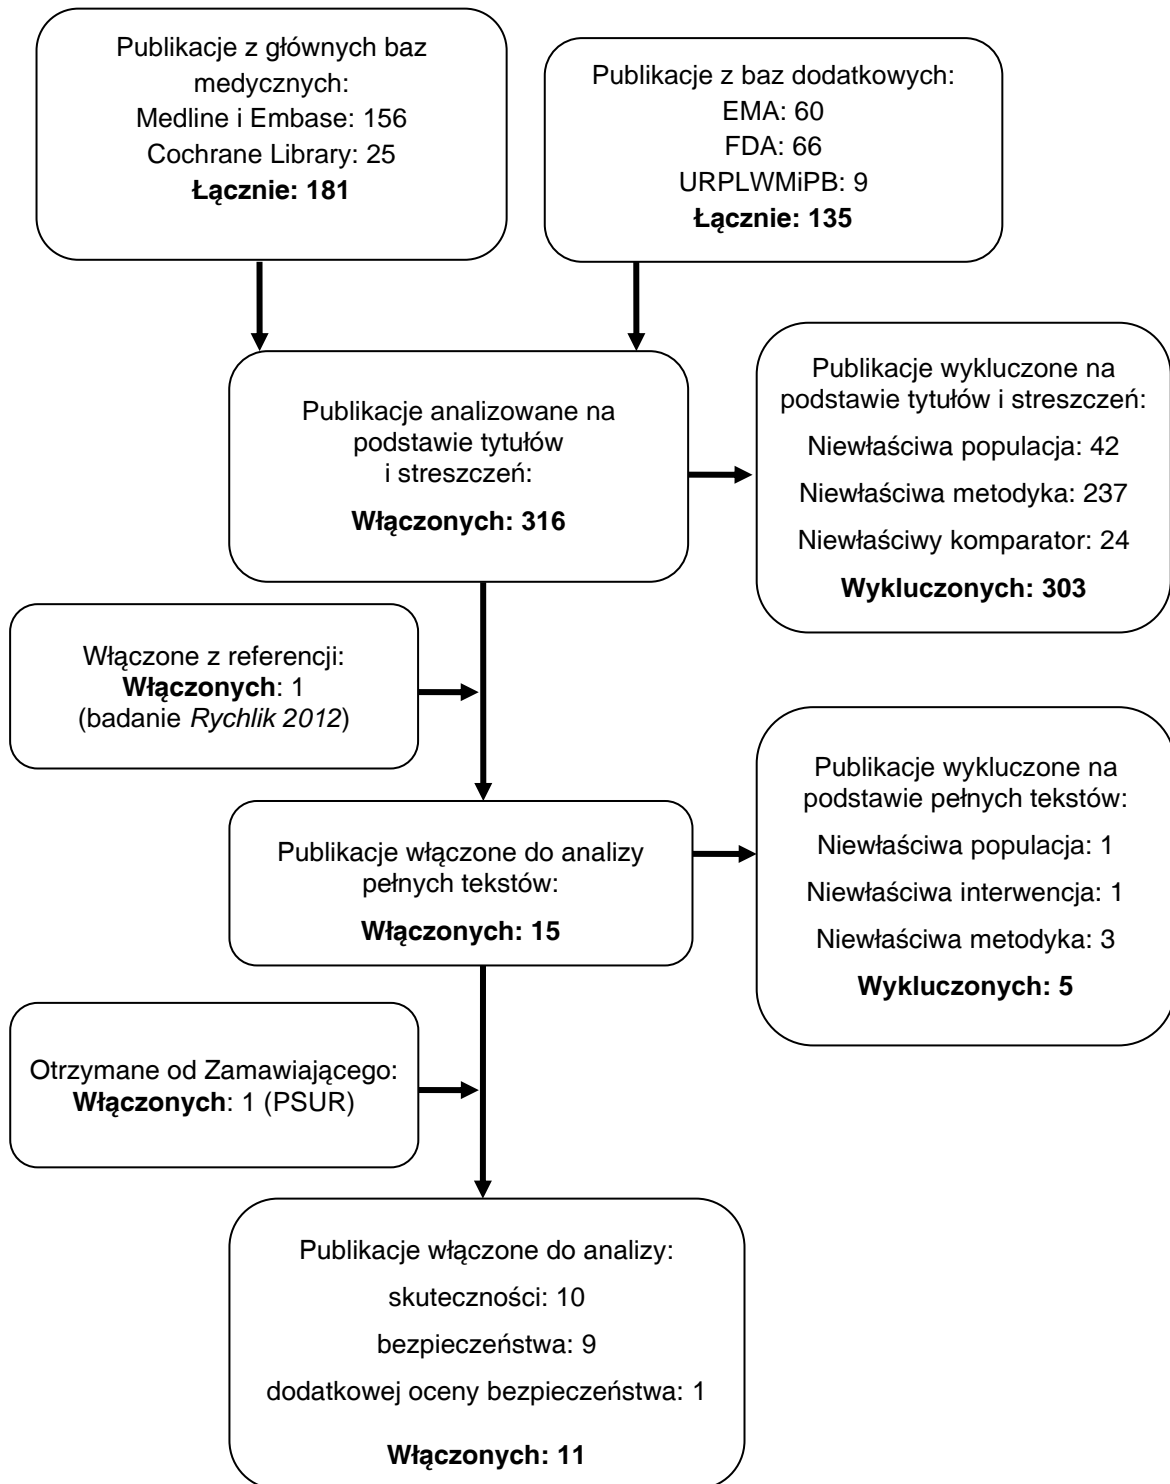 Publikacje z głównych baz
medycznych:
Medline i Embase: 156
Cochrane Library: 25
Łącznie: 181
Publikacje z baz dodatkowych:
EMA: 60
FDA: 66
URPLWMiPB: 9
Łącznie: 135
Publikacje analizowane na
podstawie tytułów
i streszczeń:
Włączonych: 316
Publikacje wykluczone na
podstawie tytułów i streszczeń:
Niewłaściwa populacja: 42
Niewłaściwa metodyka: 237
Niewłaściwy komparator: 24
Wykluczonych: 303
Włączone z referencji:
Włączonych: 1
(badanie Rychlik 2012)
Publikacje włączone do analizy
pełnych tekstów:
Włączonych: 15
Publikacje wykluczone na
podstawie pełnych tekstów:
Niewłaściwa populacja: 1
Niewłaściwa interwencja: 1
Niewłaściwa metodyka: 3
Wykluczonych: 5
Otrzymane od Zamawiającego:
Włączonych: 1 (PSUR)
Publikacje włączone do analizy:
skuteczności: 10
bezpieczeństwa: 9
dodatkowej oceny bezpieczeństwa: 1
Włączonych: 11